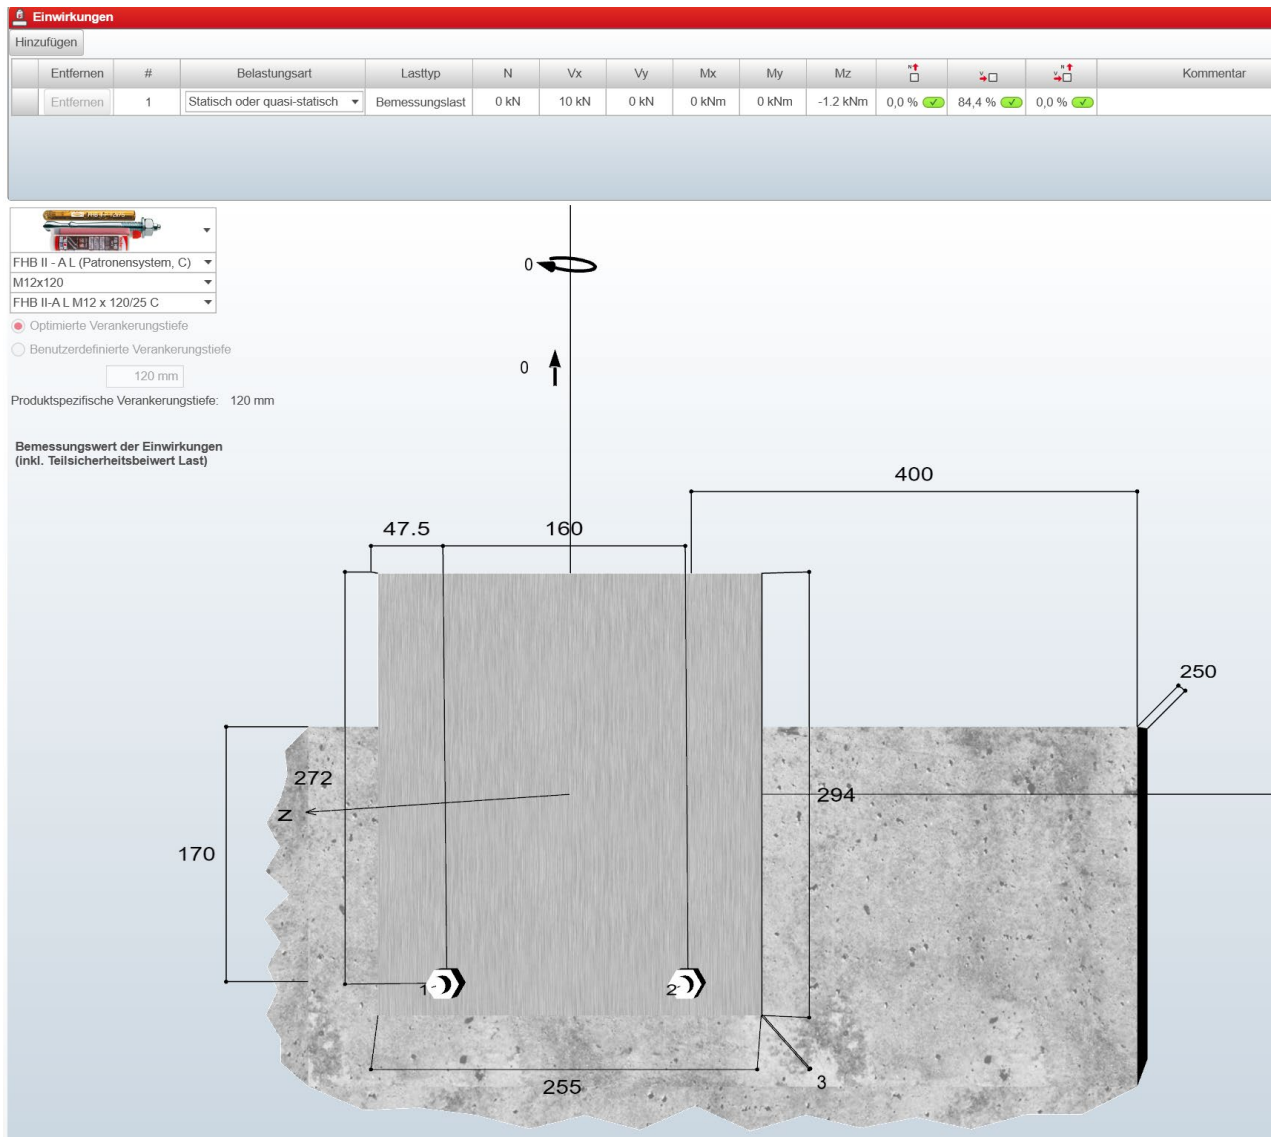 Einwirkungen
Hinzufügen
Entfernen # Belastungsart Lasttyp N Vx Vy Mx My Mz N V V N Kommentar
Entfernen 1 Statisch oder quasi-statisch Bemessungslast 0 kN 10 kN 0 kN 0 kNm 0 kNm -1.2 kNm 0,0 % 84,4 % 0,0 %
FHB II - A L (Patronensystem, C)
M12x120
FHB II-A L M12 x 120/25 C
Optimierte Verankerungstiefe
Benutzerdefinierte Verankerungstiefe
120 mm
Produktspezifische Verankerungstiefe: 120 mm
Bemessungswert der Einwirkungen
(inkl. Teilsicherheitsbeiwert Last)
0
0
400
47.5 160
250
272
294
Z
170
1 2
255
3